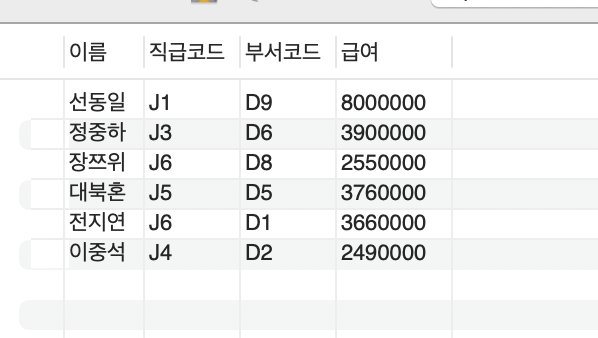 이름 직급코드 부서코드 급여
선동일 J1 D9 8000000
정중하 J3 D6 3900000
장쯔위 J6 D8 2550000
대북혼 J5 D5 3760000
전지연 J6 D1 3660000
이중석 J4 D2 2490000